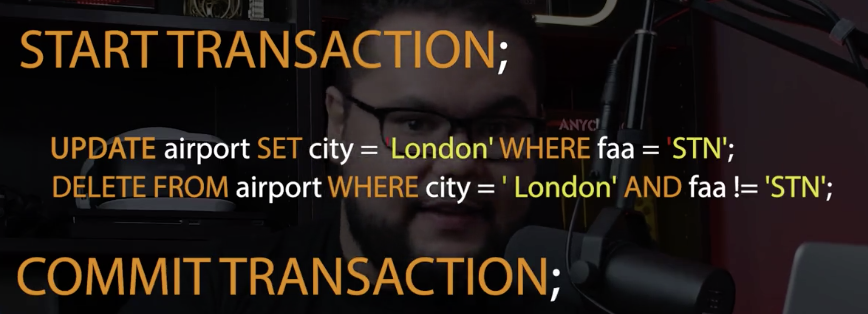 START TRANSACTION;
ANYC
UPDATE airport SET city = London' WHERE faa = 'STN';
DELETE FROM airport WHERE city = ' London' AND faa != 'STN';
COMMIT TRANSACTION;